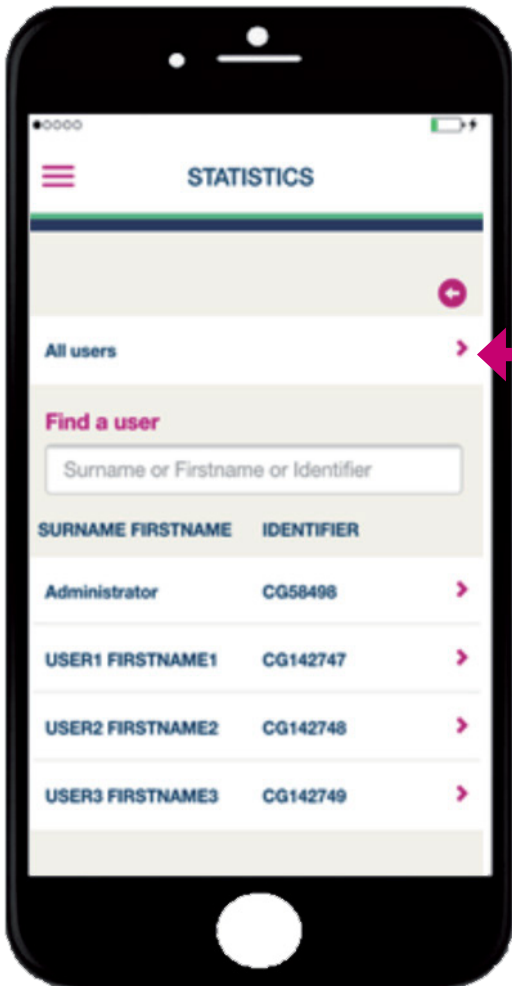 STATISTICS
All users
Find a user
Surname or Firstname or Identifier
SURNAME FIRSTNAME IDENTIFIER
Administrator CG58498
USER1 FIRSTNAME1 CG142747
USER2 FIRSTNAME2 CG142748
USER3 FIRSTNAME3 CG142749